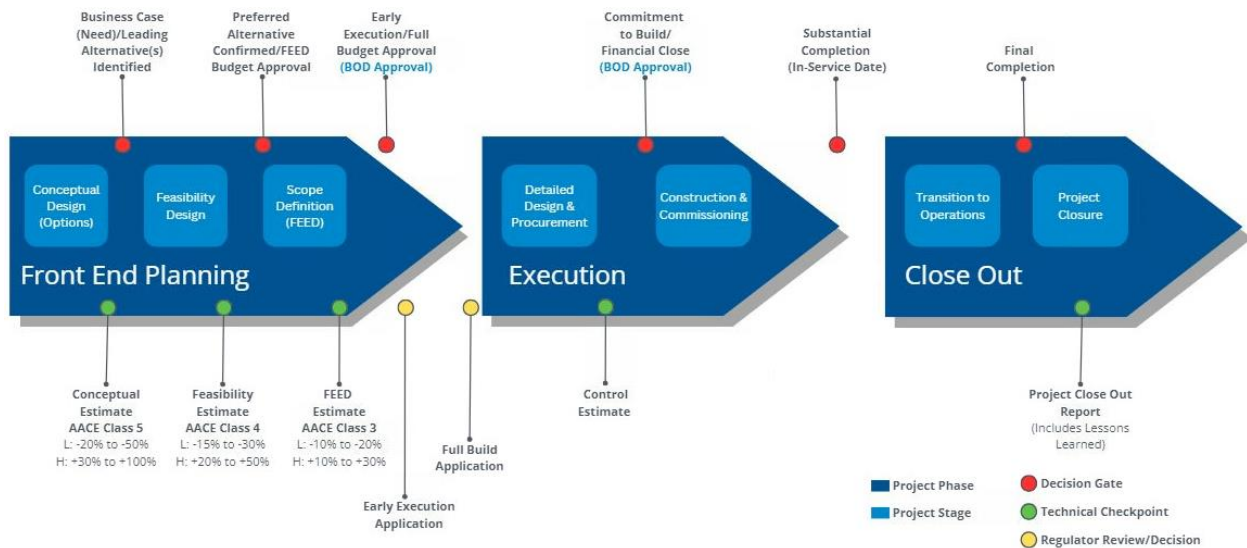 Business Case
(Need)/Leading
Alternative(s)
Identified
Preferred
Alternative
Confirmed/FEED
Budget Approval
Early
Execution/Full
Budget Approval
(BOD Approval)
Commitment
to Build/
Financial Close
(BOD Approval)
Substantial
Completion
(In-Service Date)
Final
Completion
Conceptual
Design
(Options)
Feasibility
Design
Scope
Definition
(FEED)
Front End Planning
Detailed
Design &
Procurement
Construction &
Commissioning
Execution
Transition to
Operations
Project
Closure
Close Out
Conceptual
Estimate
AACE Class 5
L: -20% to -50%
H: +30% to +100%
Feasibility
Estimate
AACE Class 4
L: -15% to -30%
H: +20% to +50%
FEED
Estimate
AACE Class 3
L: -10% to -20%
H: +10% to +30%
Early Execution
Application
Full Build
Application
Control
Estimate
Project Close Out
Report
(Includes Lessons
Learned)
Project Phase
Project Stage
Decision Gate
Technical Checkpoint
Regulator Review/Decision